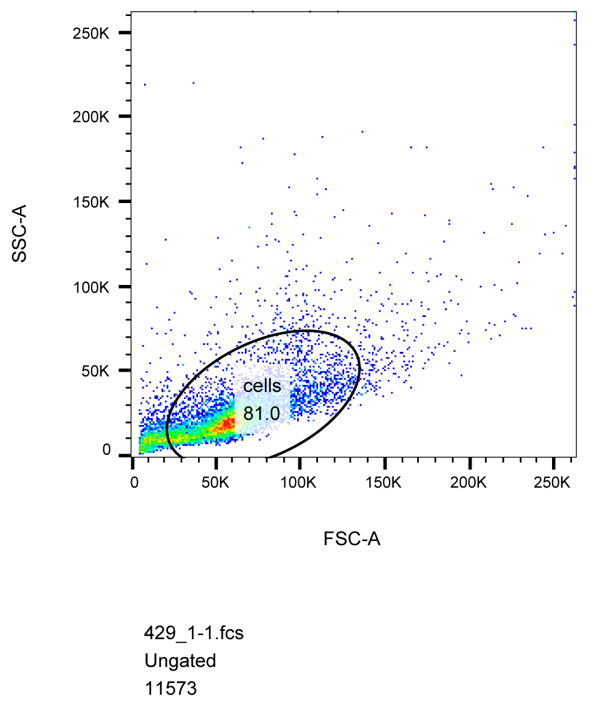 250K
200K
150K
100K
50K
0
SSC-A
cells
81.0
0 50K 100K 150K 200K 250K
FSC-A
429_1-1.fcs
Ungated
11573